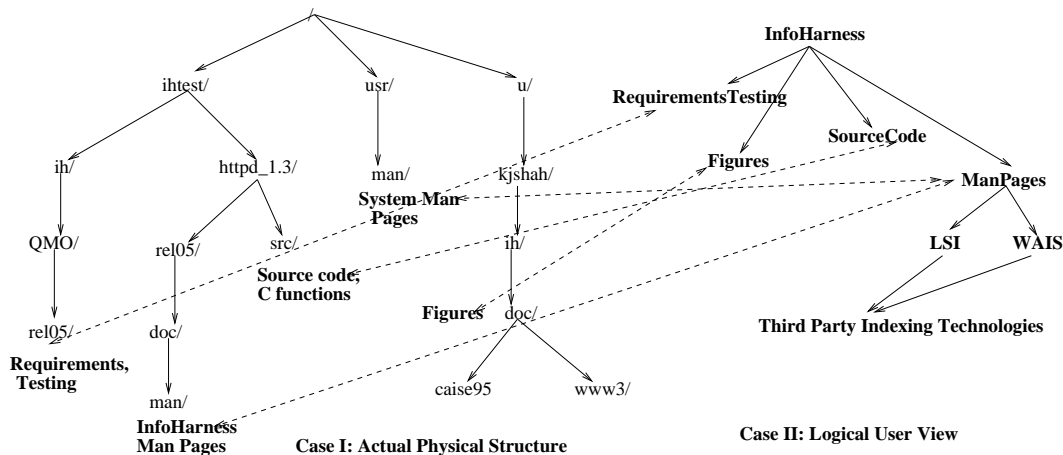 /
InfoHarness
ihtest/
usr/
u/
RequirementsTesting
SourceCode
ih/
httpd_1.3/
man/
kjshah/
Figures
ManPages
System Man
Pages
QMO/
rel05/
src/
ih/
LSI
WAIS
Source code,
C functions
rel05/
doc/
Figures
doc/
Third Party Indexing Technologies
Requirements,
Testing
man/
caise95
www3/
InfoHarness
Man Pages
Case I: Actual Physical Structure
Case II: Logical User View